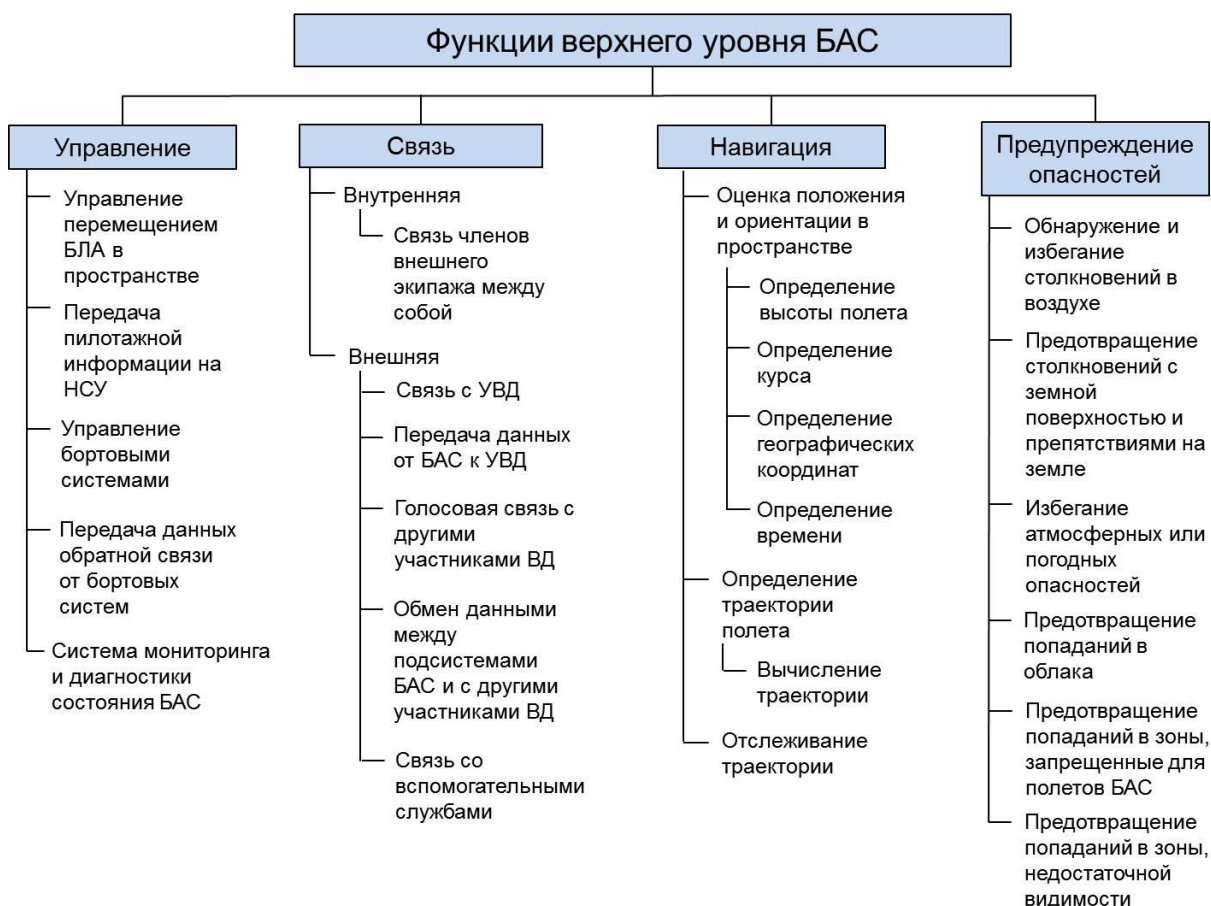 Функции верхнего уровня БАС
Управление
Управление
перемещением
БЛА в
пространстве
Передача
пилотажной
информации на
НСУ
Управление
бортовыми
системами
Передача данных
обратной связи
от бортовых
систем
Система мониторинга
и диагностики
состояния БАС
Связь
Внутренняя
Связь членов
внешнего
экипажа между
собой
Внешняя
Связь с УВД
Передача данных
от БАС к УВД
Голосовая связь с
другими
участниками ВД
Обмен данными
между
подсистемами
БАС и с другими
участниками ВД
Связь со
вспомогательными
службами
Навигация
Оценка положения
и ориентации в
пространстве
Определение
высоты полета
Определение
курса
Определение
географических
координат
Определение
времени
Определение
траектории
полета
Вычисление
траектории
Отслеживание
траектории
Предупреждение
опасностей
Обнаружение и
избегание
столкновений в
воздухе
Предотвращение
столкновений с
земной
поверхностью и
препятствиями на
земле
Избегание
атмосферных или
погодных
опасностей
Предотвращение
попаданий в
облака
Предотвращение
попаданий в зоны,
запрещенные для
полетов БАС
Предотвращение
попаданий в зоны,
недостаточной
видимости